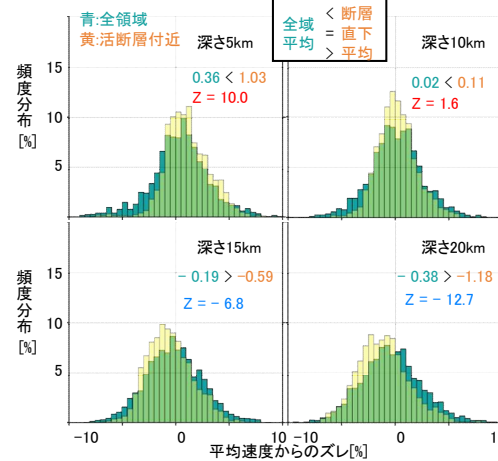 青:全領域
黄:活断層付近
全域
平均
< 断層
= 直下
> 平均
深さ5km
0.36 < 1.03
Z = 10.0
深さ10km
0.02 < 0.11
Z = 1.6
頻度分布
[%]
15
10
5
深さ15km
- 0.19 > -0.59
Z = - 6.8
深さ20km
- 0.38 > -1.18
Z = - 12.7
頻度分布
[%]
15
10
5
-10 0 10
-10 0 1
平均速度からのズレ[%]